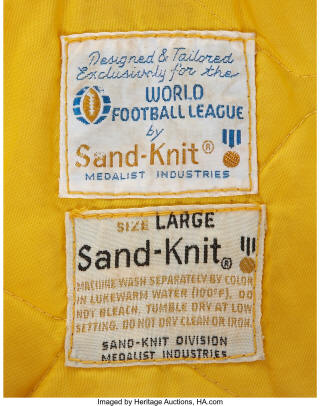 Designed & Tailored
Exclusively for the
WORLD
FOOTBALL LEAGUE
by
Sand-Knit®
MEDALIST INDUSTRIES
SIZE LARGE
Sand-Knit®
MACHINE WASH SEPARATELY BY COLOR
IN LUKEWARM WATER (100°F). DO
NOT BLEACH. TUMBLE DRY AT LOW
SETTING. DO NOT DRY CLEAN OR IRON.
SAND-KNIT DIVISION
MEDALIST INDUSTRIES
Imaged by Heritage Auctions, HA.com